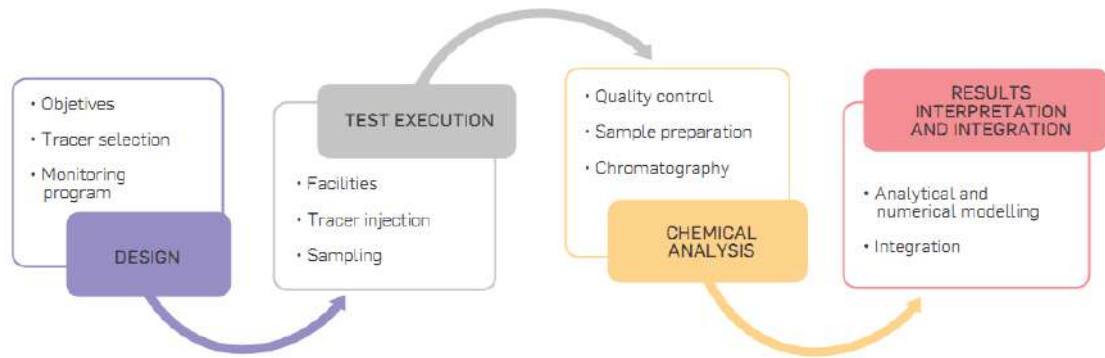 • Objetives
• Tracer selection
• Monitoring
program
DESIGN
TEST EXECUTION
• Facilities
• Tracer injection
• Sampling
• Quality control
• Sample preparation
• Chromatography
CHEMICAL
ANALYSIS
RESULTS
INTERPRETATION
AND INTEGRATION
• Analytical and
numerical modelling
• Integration